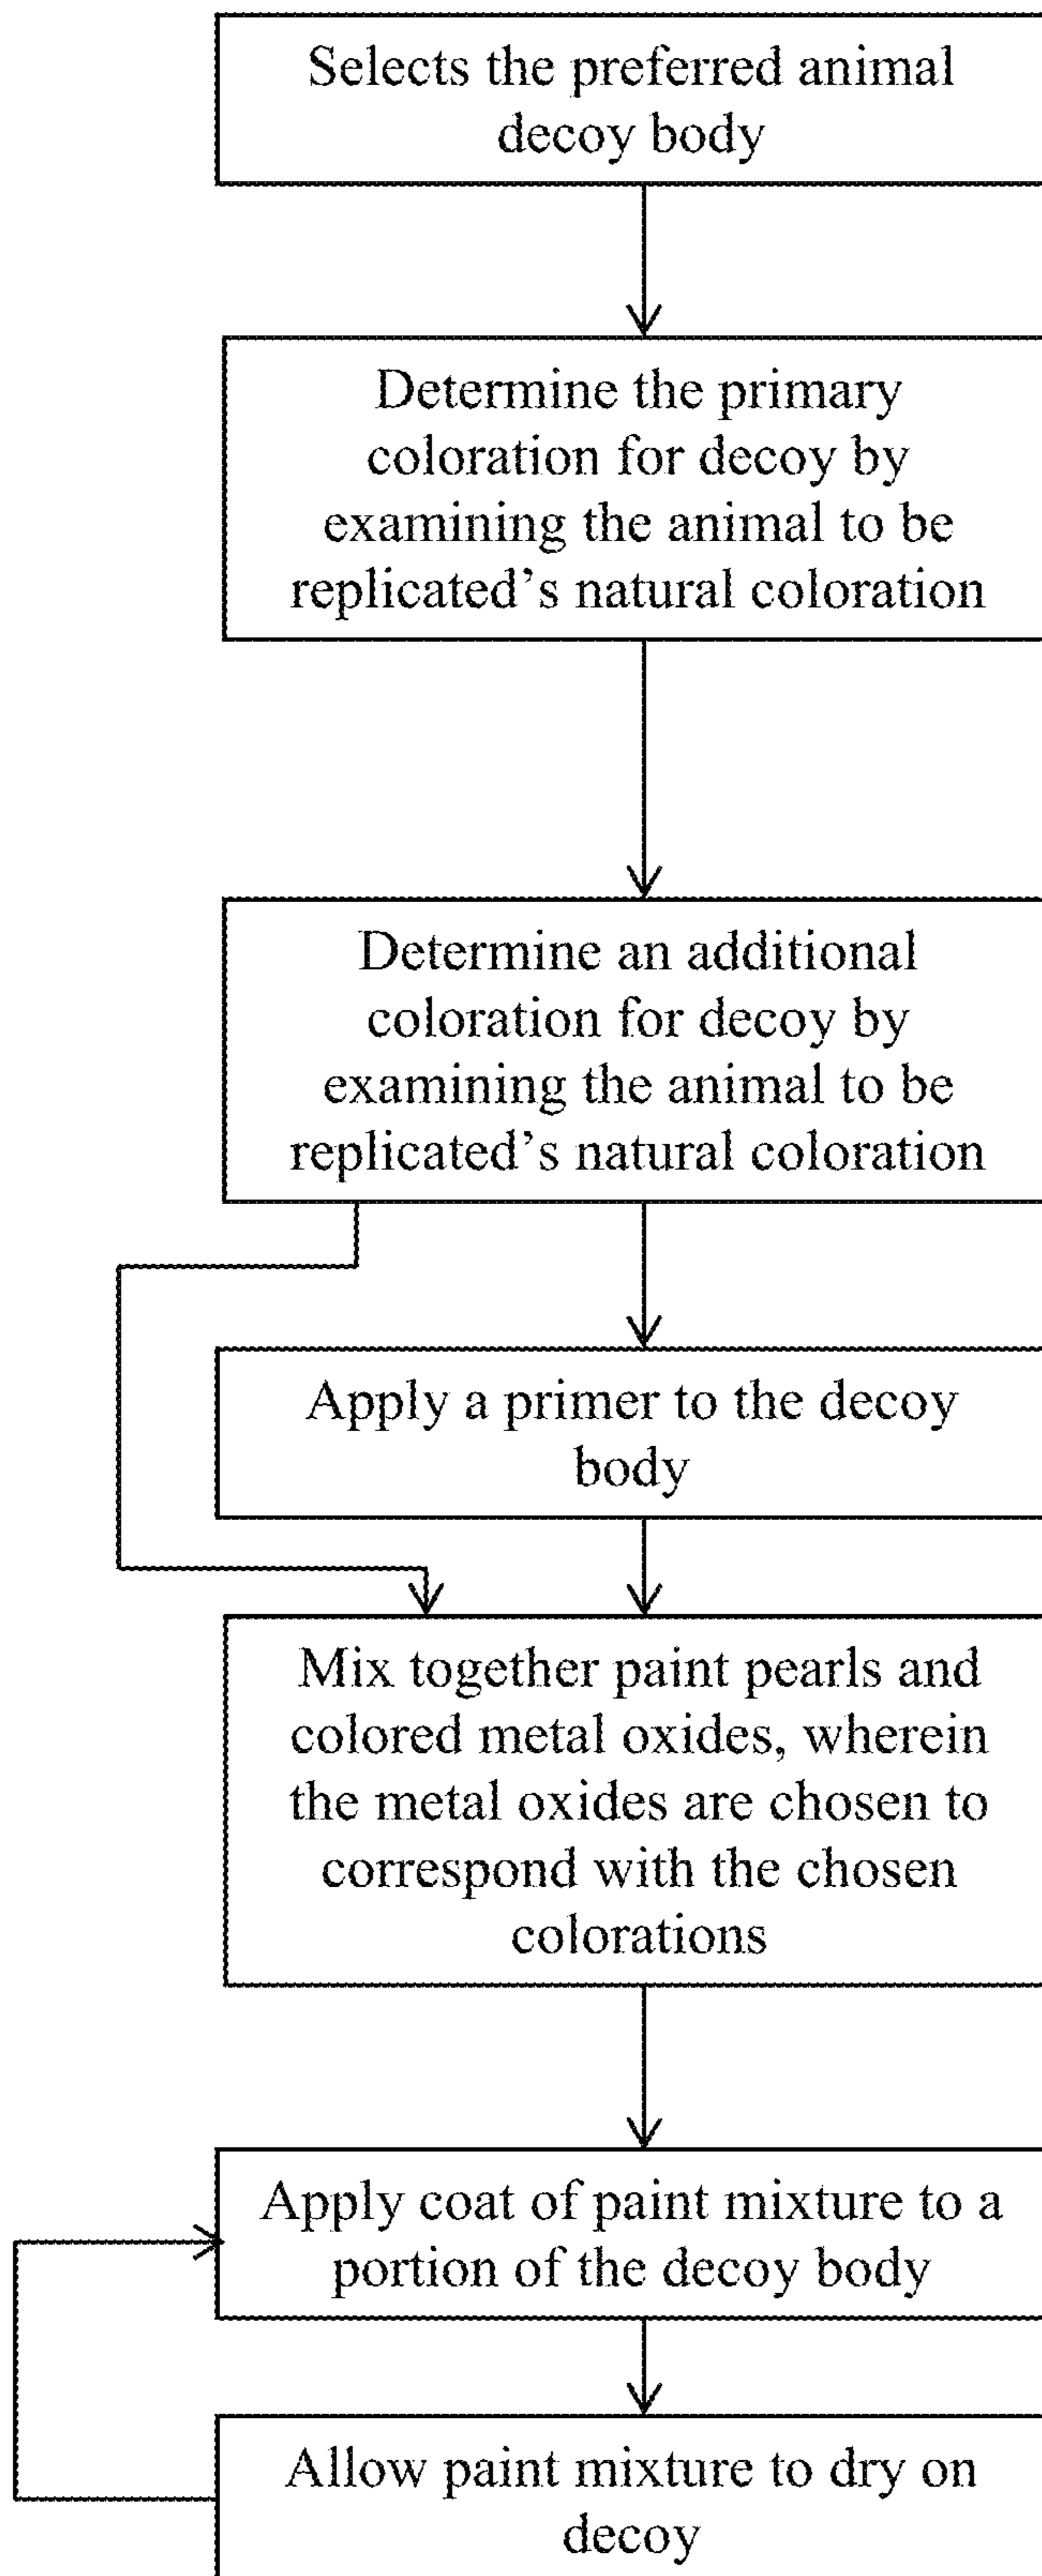 Selects the preferred animal
decoy body
Determine the primary
coloration for decoy by
examining the animal to be
replicated’s natural coloration
Determine an additional
coloration for decoy by
examining the animal to be
replicated’s natural coloration
Apply a primer to the decoy
body
Mix together paint pearls and
colored metal oxides, wherein
the metal oxides are chosen to
correspond with the chosen
colorations
Apply coat of paint mixture to a
portion of the decoy body
Allow paint mixture to dry on
decoy